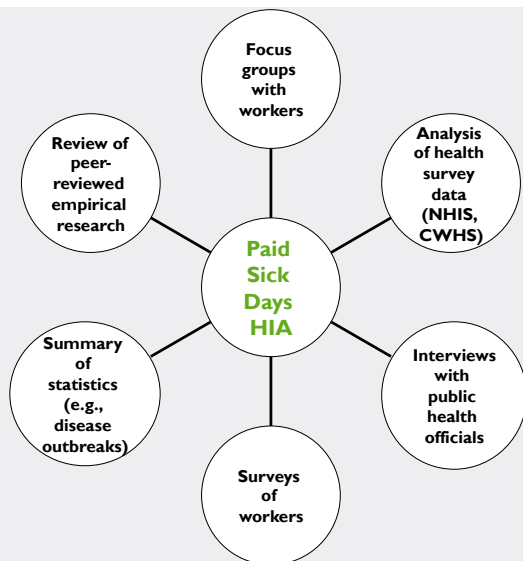 Focus
groups
with
workers
Review of
peer-
reviewed
empirical
research
Analysis
of health
survey
data
(NHIS,
CWHS)
Paid
Sick
Days
HIA
Summary
of
statistics
(e.g.,
disease
outbreaks)
Interviews
with
public
health
officials
Surveys
of
workers